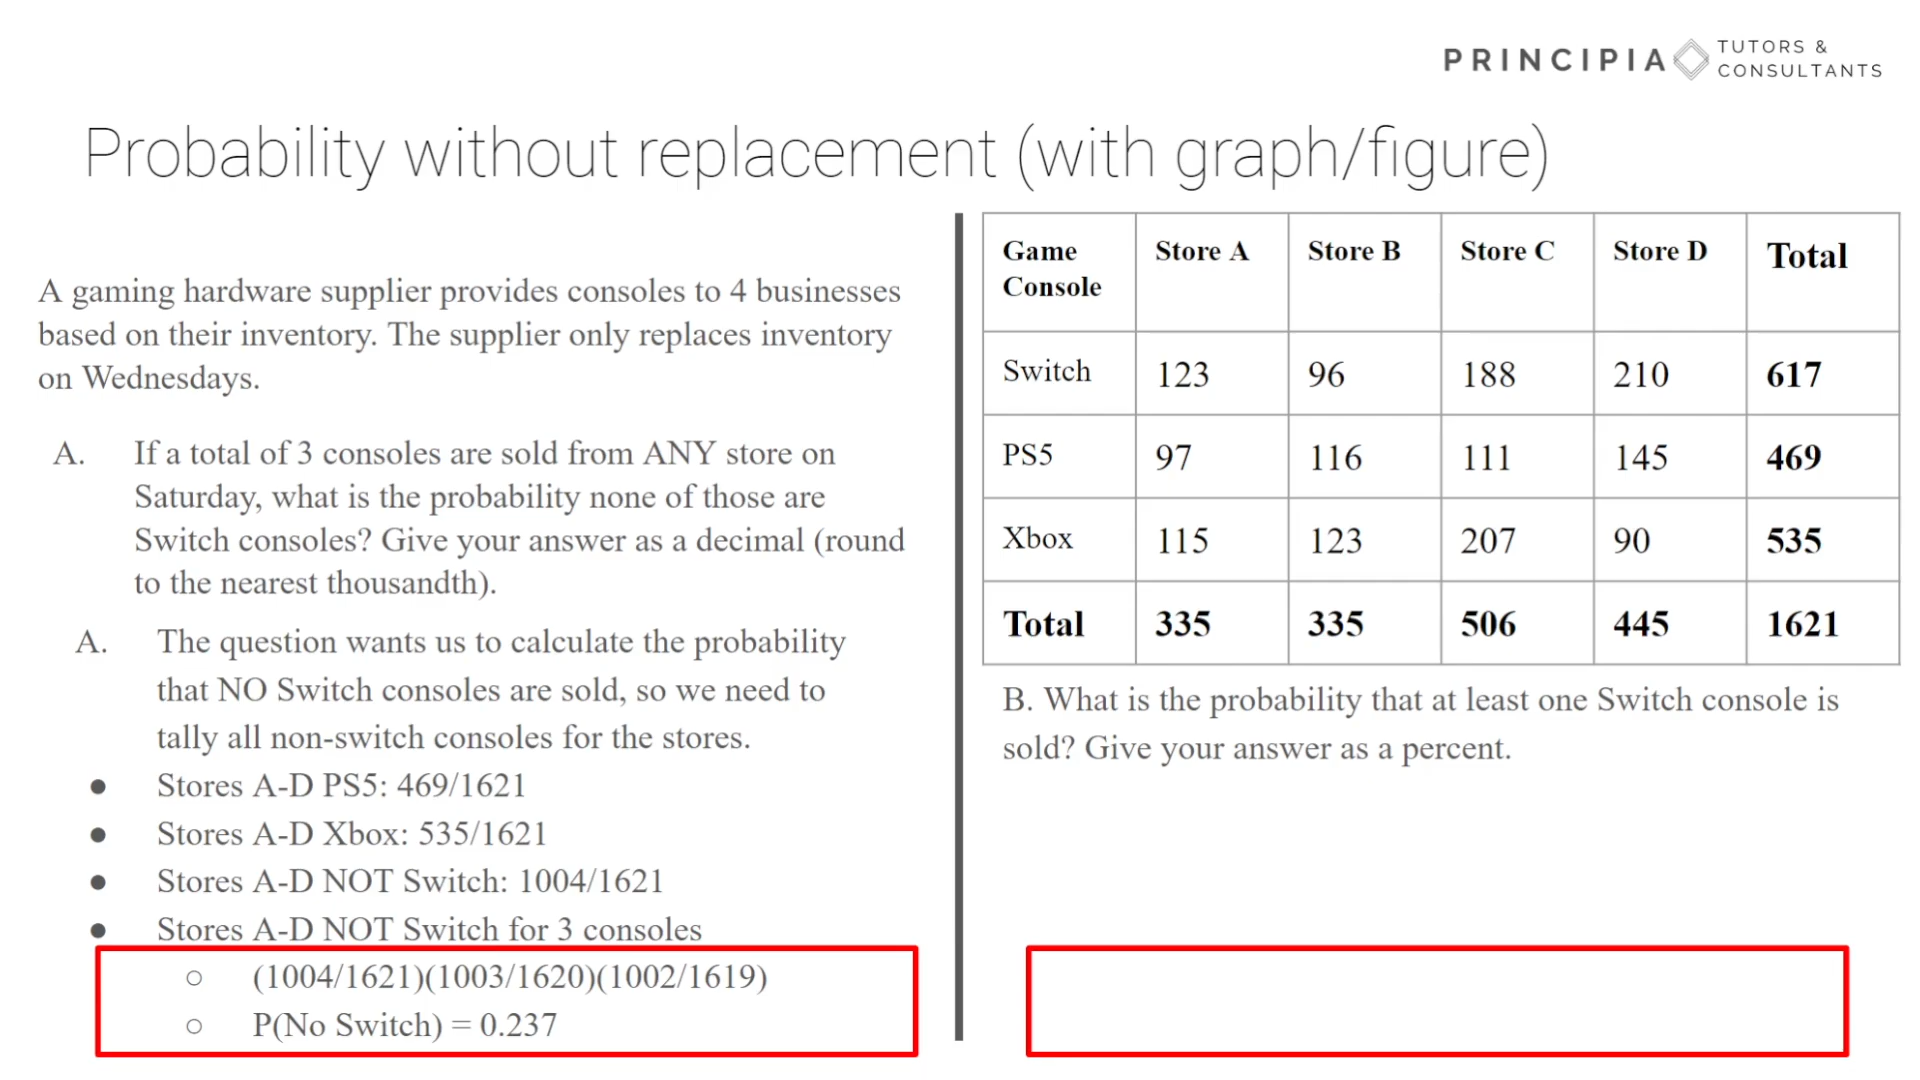 PRINCIPIA TUTORS &
CONSULTANTS
Probability without replacement (with graph/figure)
A gaming hardware supplier provides consoles to 4 businesses
based on their inventory. The supplier only replaces inventory
on Wednesdays.
A. If a total of 3 consoles are sold from ANY store on
Saturday, what is the probability none of those are
Switch consoles? Give your answer as a decimal (round
to the nearest thousandth).
A. The question wants us to calculate the probability
that NO Switch consoles are sold, so we need to
tally all non-switch consoles for the stores.
● Stores A-D PS5: 469/1621
● Stores A-D Xbox: 535/1621
● Stores A-D NOT Switch: 1004/1621
● Stores A-D NOT Switch for 3 consoles
○ (1004/1621)(1003/1620)(1002/1619)
○ P(No Switch) = 0.237
Game Console Store A Store B Store C Store D Total
Switch 123 96 188 210 617
PS5 97 116 111 145 469
Xbox 115 123 207 90 535
Total 335 335 506 445 1621
B. What is the probability that at least one Switch console is
sold? Give your answer as a percent.